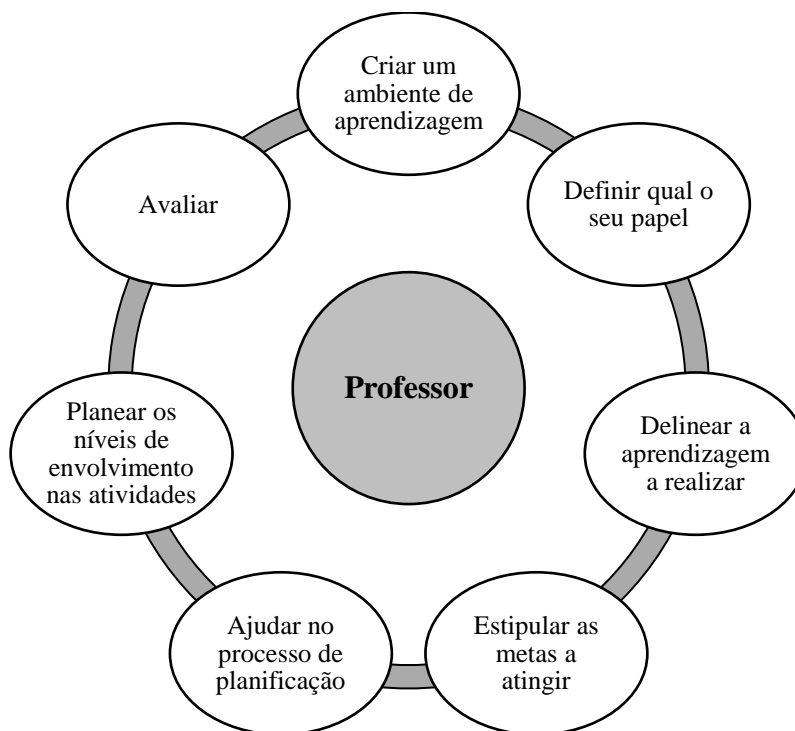 Criar um
ambiente de
aprendizagem
Definir qual o
seu papel
Delinear a
aprendizagem
a realizar
Estipular as
metas a
atingir
Ajudar no
processo de
planificação
Planear os
níveis de
envolvimento
nas atividades
Avaliar
Professor